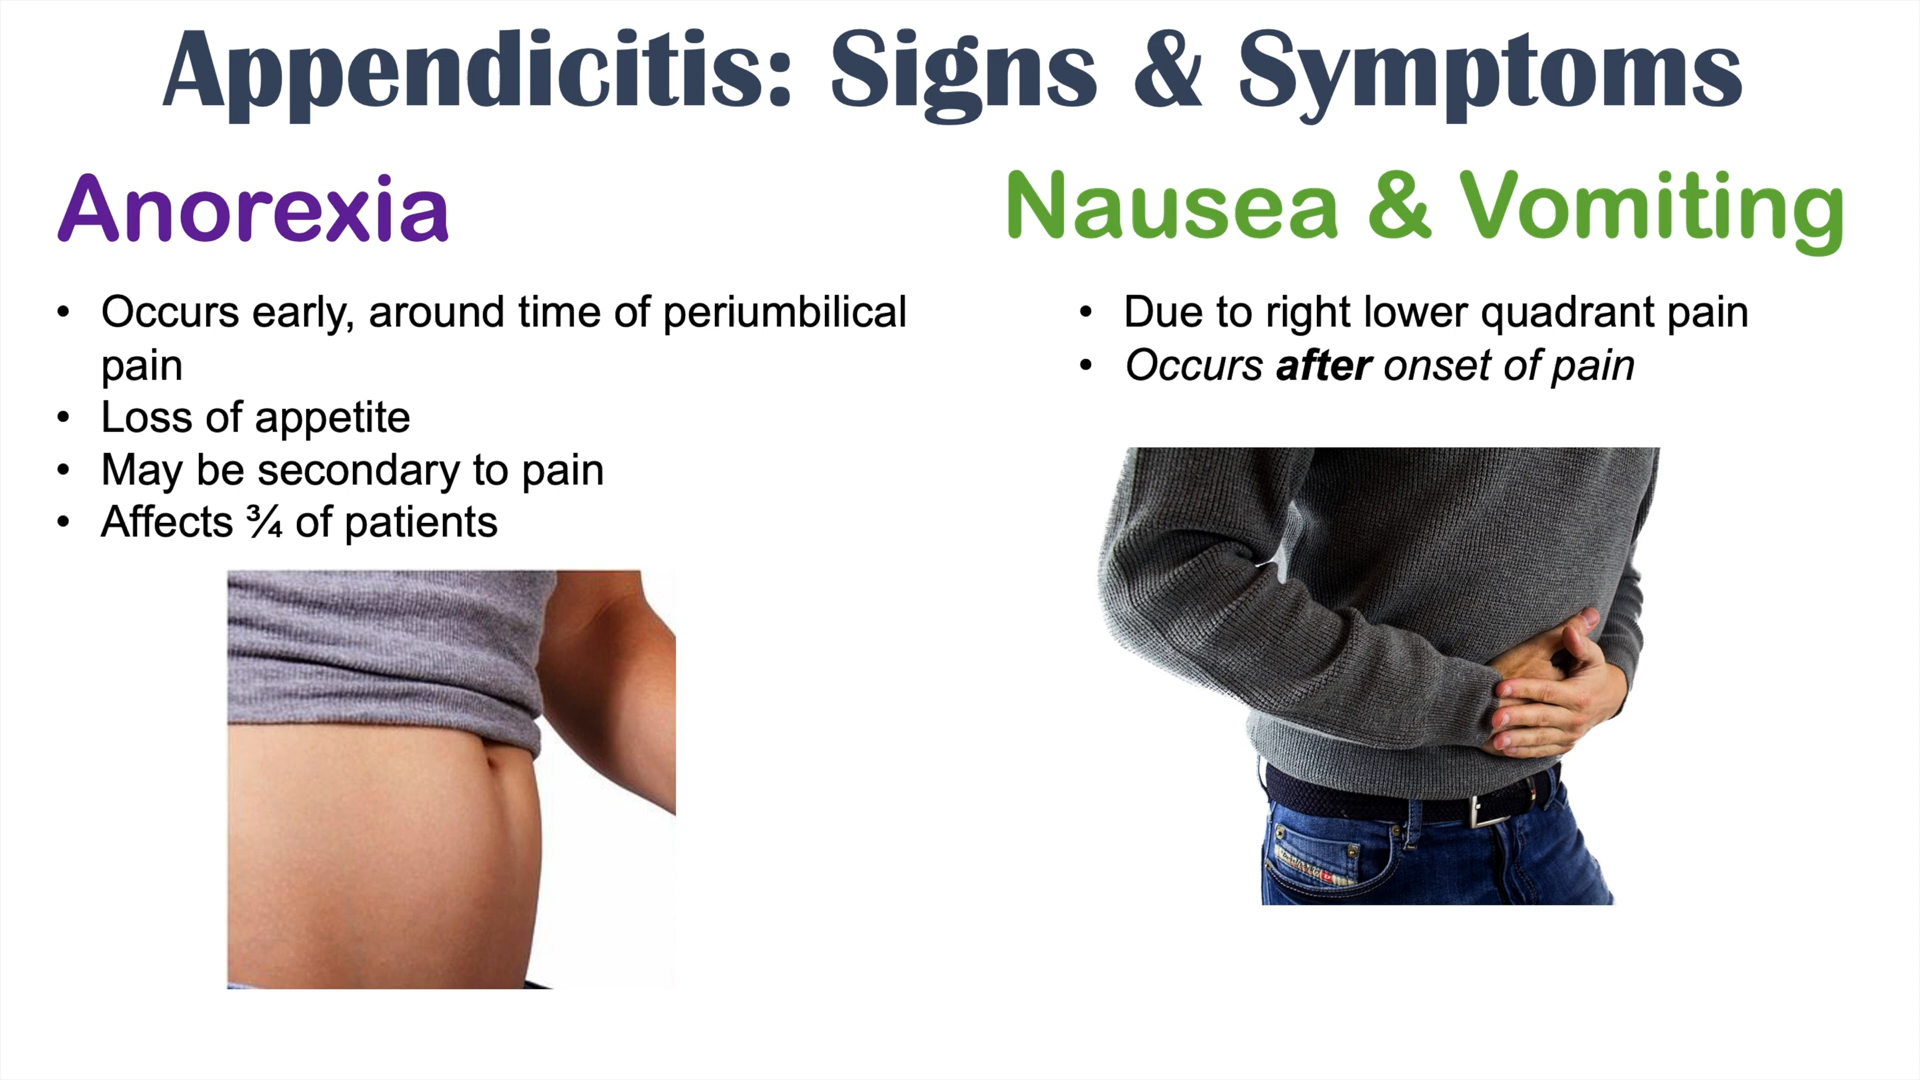 Appendicitis: Signs & Symptoms
Anorexia
• Occurs early, around time of periumbilical
pain
• Loss of appetite
• May be secondary to pain
• Affects ¾ of patients
Nausea & Vomiting
• Due to right lower quadrant pain
• Occurs after onset of pain